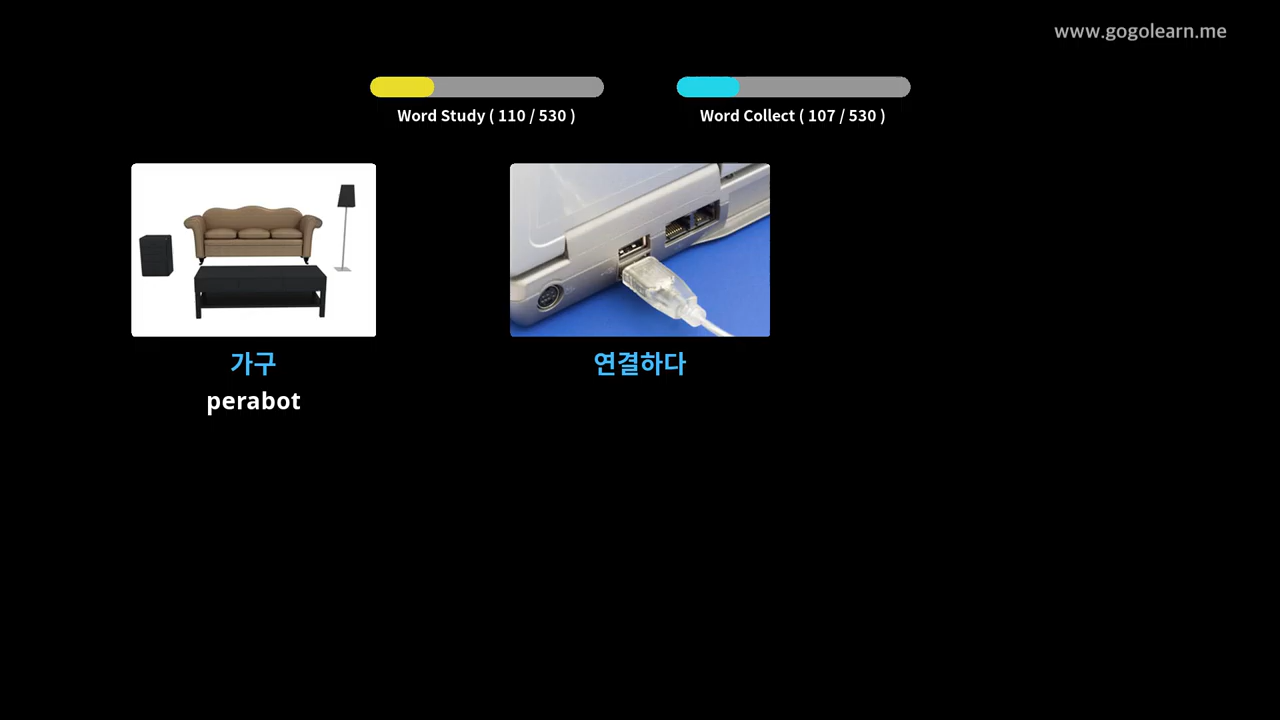 www.gogolearn.me
Word Study ( 110 / 530 )
Word Collect ( 107 / 530 )
가구
perabot
연결하다